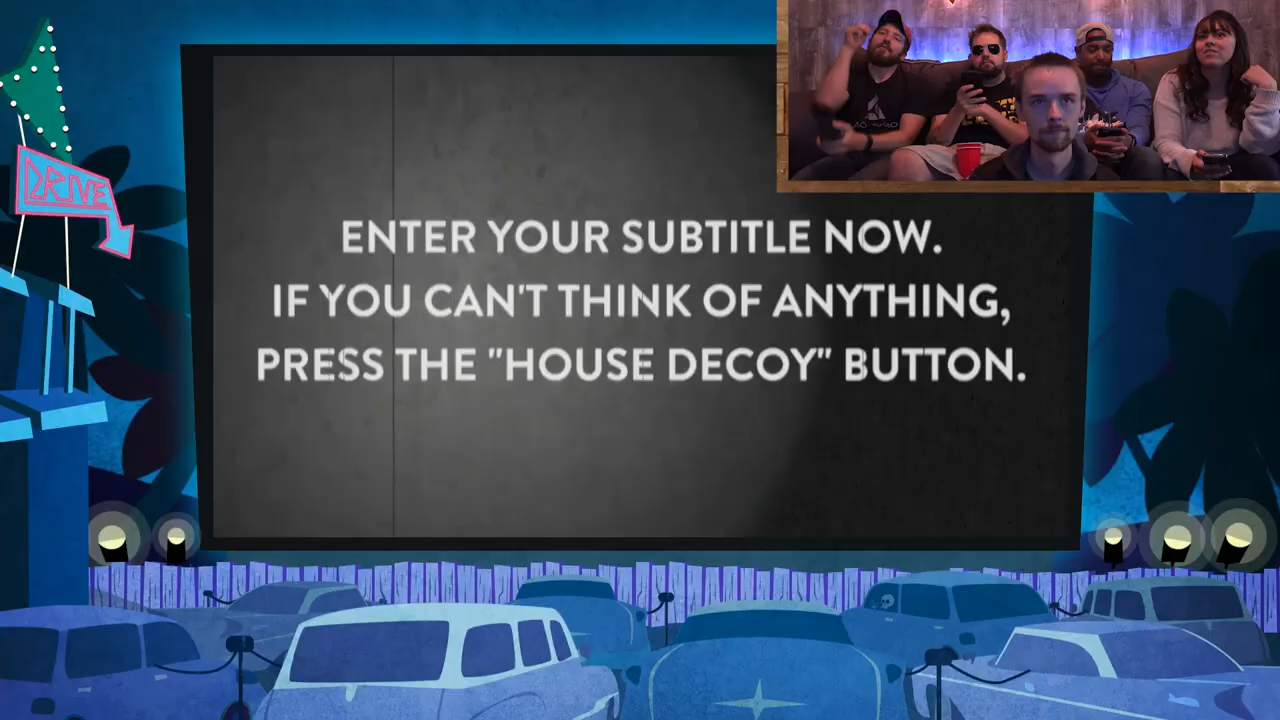 DRIVE
ENTER YOUR SUBTITLE NOW.
IF YOU CAN'T THINK OF ANYTHING,
PRESS THE "HOUSE DECOY" BUTTON.